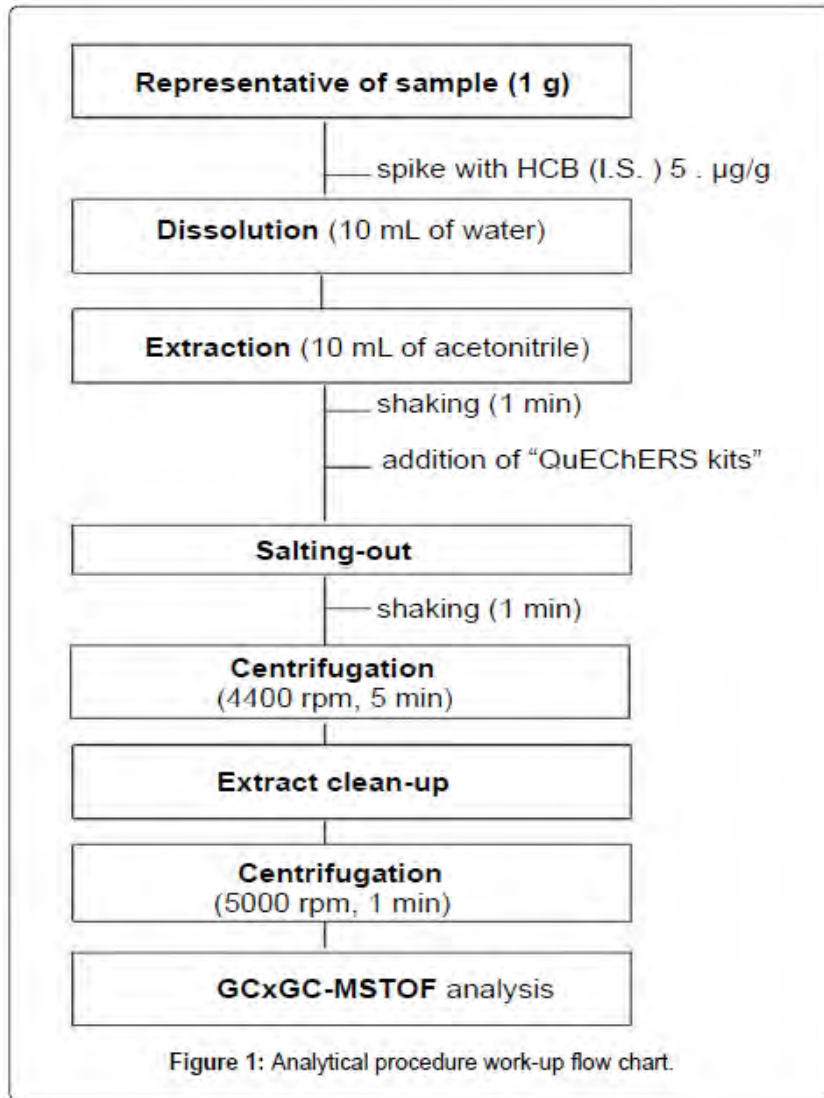 Representative of sample (1 g)
spike with HCB (I.S. ) 5 . µg/g
Dissolution (10 mL of water)
Extraction (10 mL of acetonitrile)
shaking (1 min)
addition of “QuEChERS kits”
Salting-out
shaking (1 min)
Centrifugation
(4400 rpm, 5 min)
Extract clean-up
Centrifugation
(5000 rpm, 1 min)
GCxGC-MSTOF analysis
Figure 1: Analytical procedure work-up flow chart.